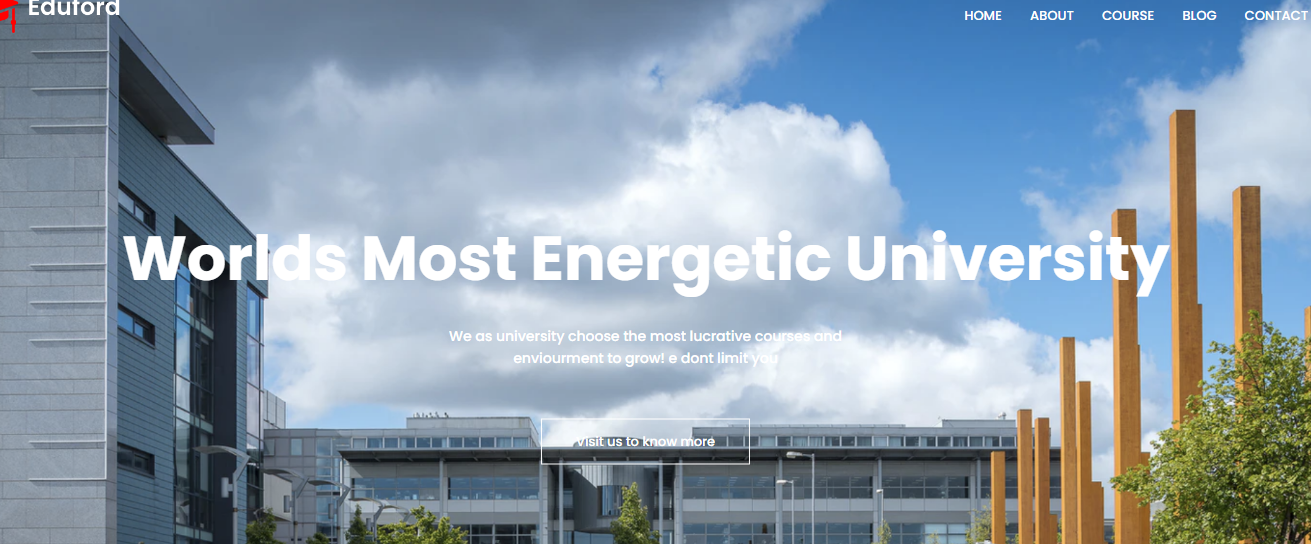 Eduford
HOME ABOUT COURSE BLOG CONTACT
Worlds Most Energetic University
We as university choose the most lucrative courses and
enviourment to grow! e dont limit you
Visit us to know more